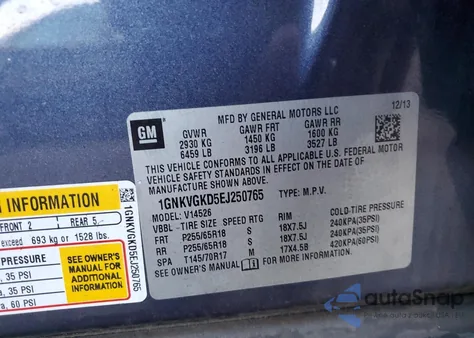 GM
MFD BY GENERAL MOTORS LLC
12/13
GVWR GAWR FRT GAWR RR
2930 KG 1450 KG 1600 KG
6459 LB 3196 LB 3527 LB
THIS VEHICLE CONFORMS TO ALL APPLICABLE U.S. FEDERAL MOTOR
VEHICLE SAFETY STANDARDS IN EFFECT ON THE DATE OF
MANUFACTURE SHOWN ABOVE.
1GNKVGKD5EJ250765 TYPE: M.P.V.
MODEL: V14526
VBBL TIRE SIZE SPEED RTG RIM COLD-TIRE PRESSURE
F P255/65R18 S 18X7.5J 240KPA(35PSI)
R P255/65R18 S 18X7.5J 240KPA(35PSI)
SPA T145/70R17 M 17X4.5B 420KPA(60PSI)
SEE OWNER'S MANUAL FOR
INFORMATION
FRONT 2 REAR 5
exceed 693 kg or 1528 lbs.
PRESSURE
35 PSI
35 PSI
60 PSI
SEE OWNER'S
MANUAL FOR
ADDITIONAL
INFORMATION
1GNKVGKD5EJ250765
autoSnap